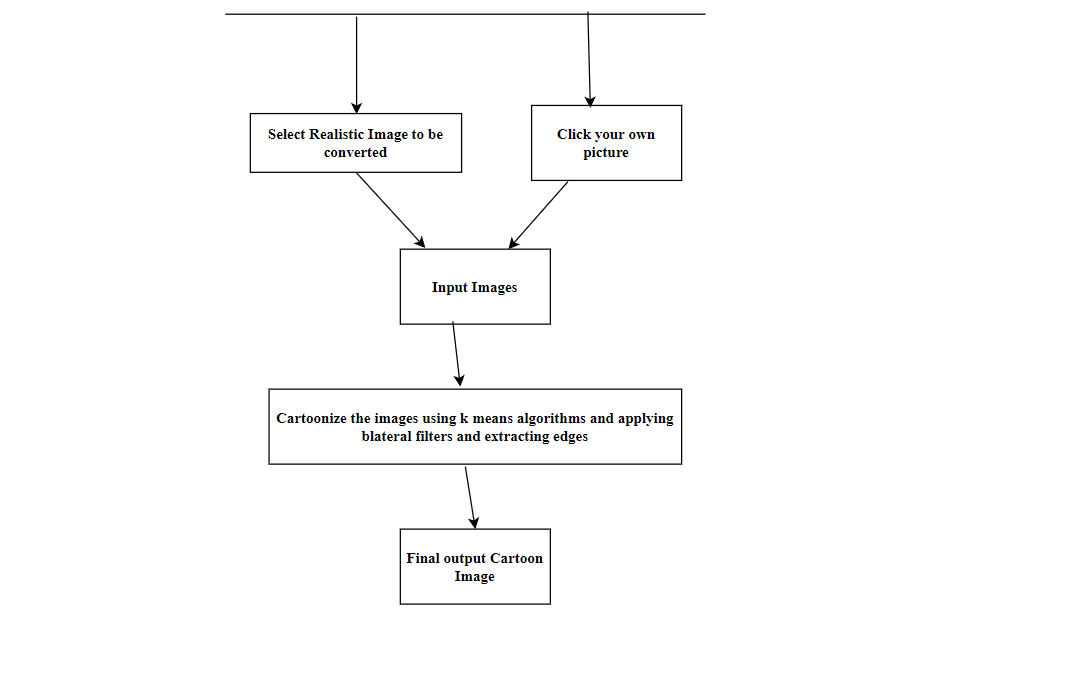 Select Realistic Image to be
converted
Click your own
picture
Input Images
Cartoonize the images using k means algorithms and applying
blateral filters and extracting edges
Final output Cartoon
Image